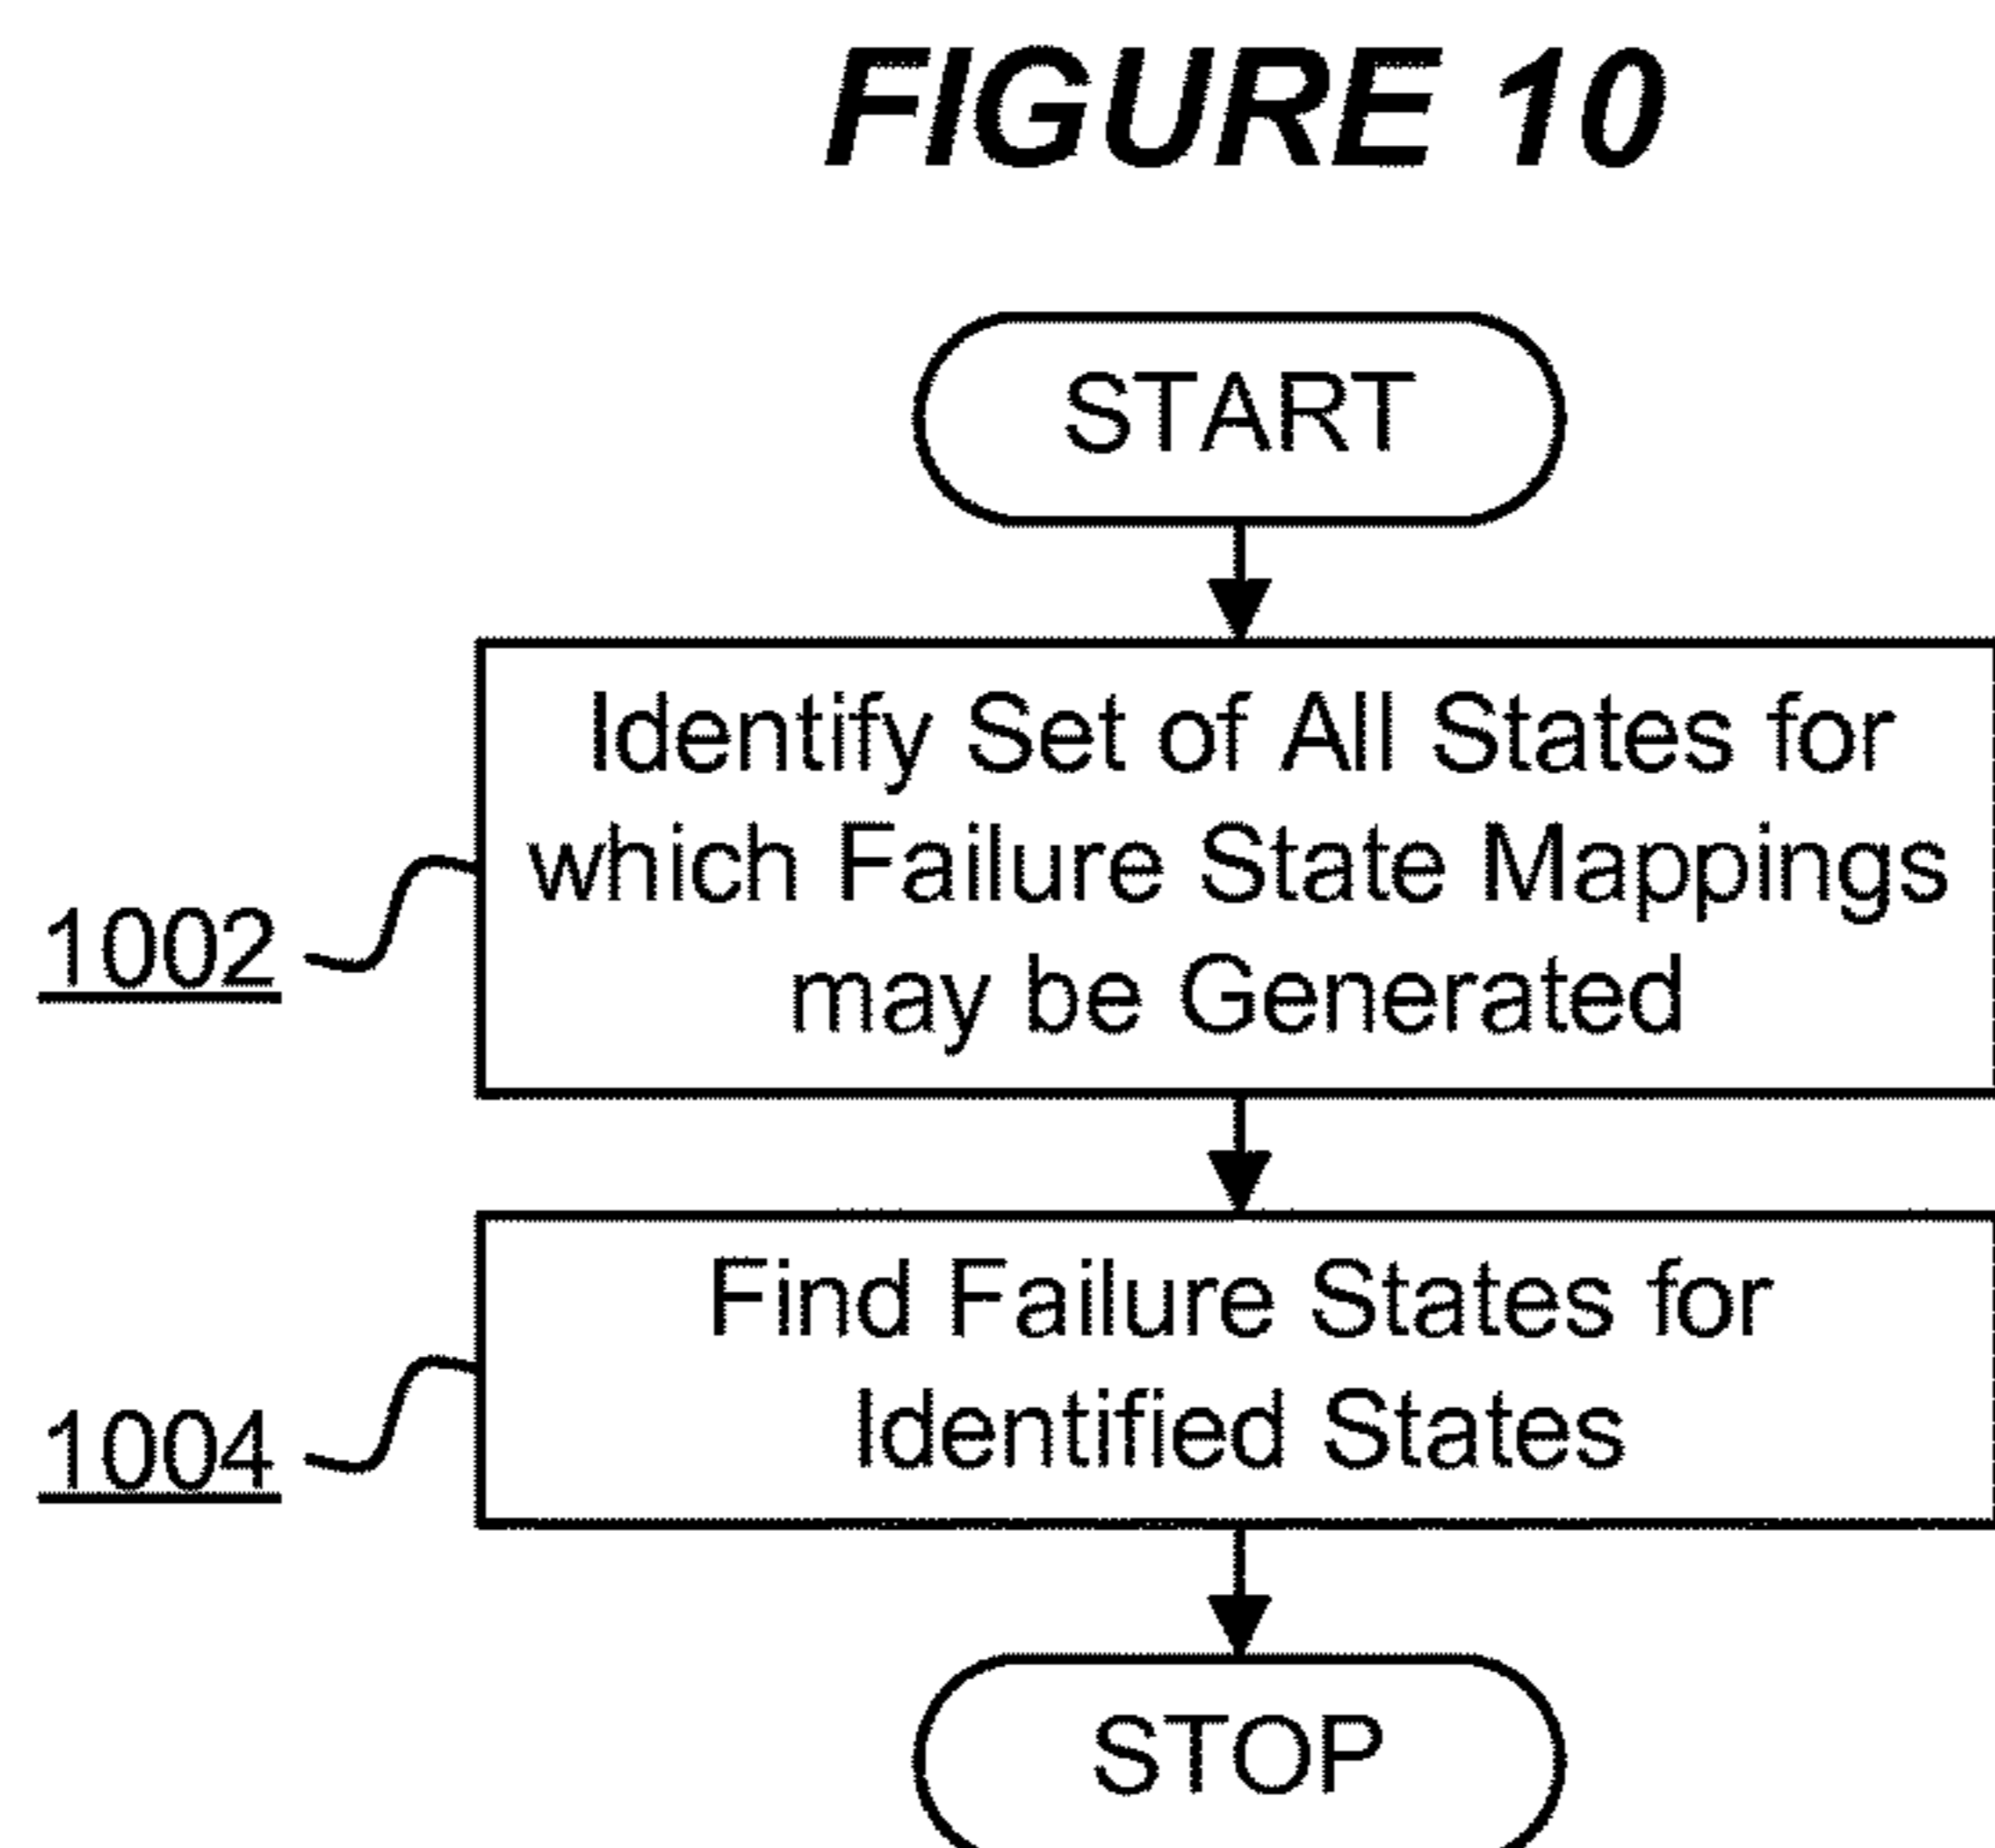 FIGURE 10
START
Identify Set of All States for
which Failure State Mappings
may be Generated
1002
Find Failure States for
Identified States
1004
STOP